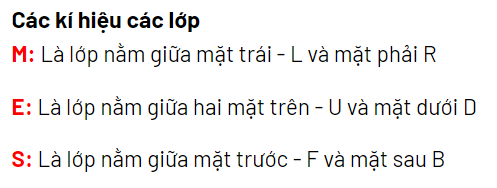 Các kí hiệu các lớp
M: Là lớp nằm giữa mặt trái - L và mặt phải R
E: Là lớp nằm giữa hai mặt trên - U và mặt dưới D
S: Là lớp nằm giữa mặt trước - F và mặt sau B